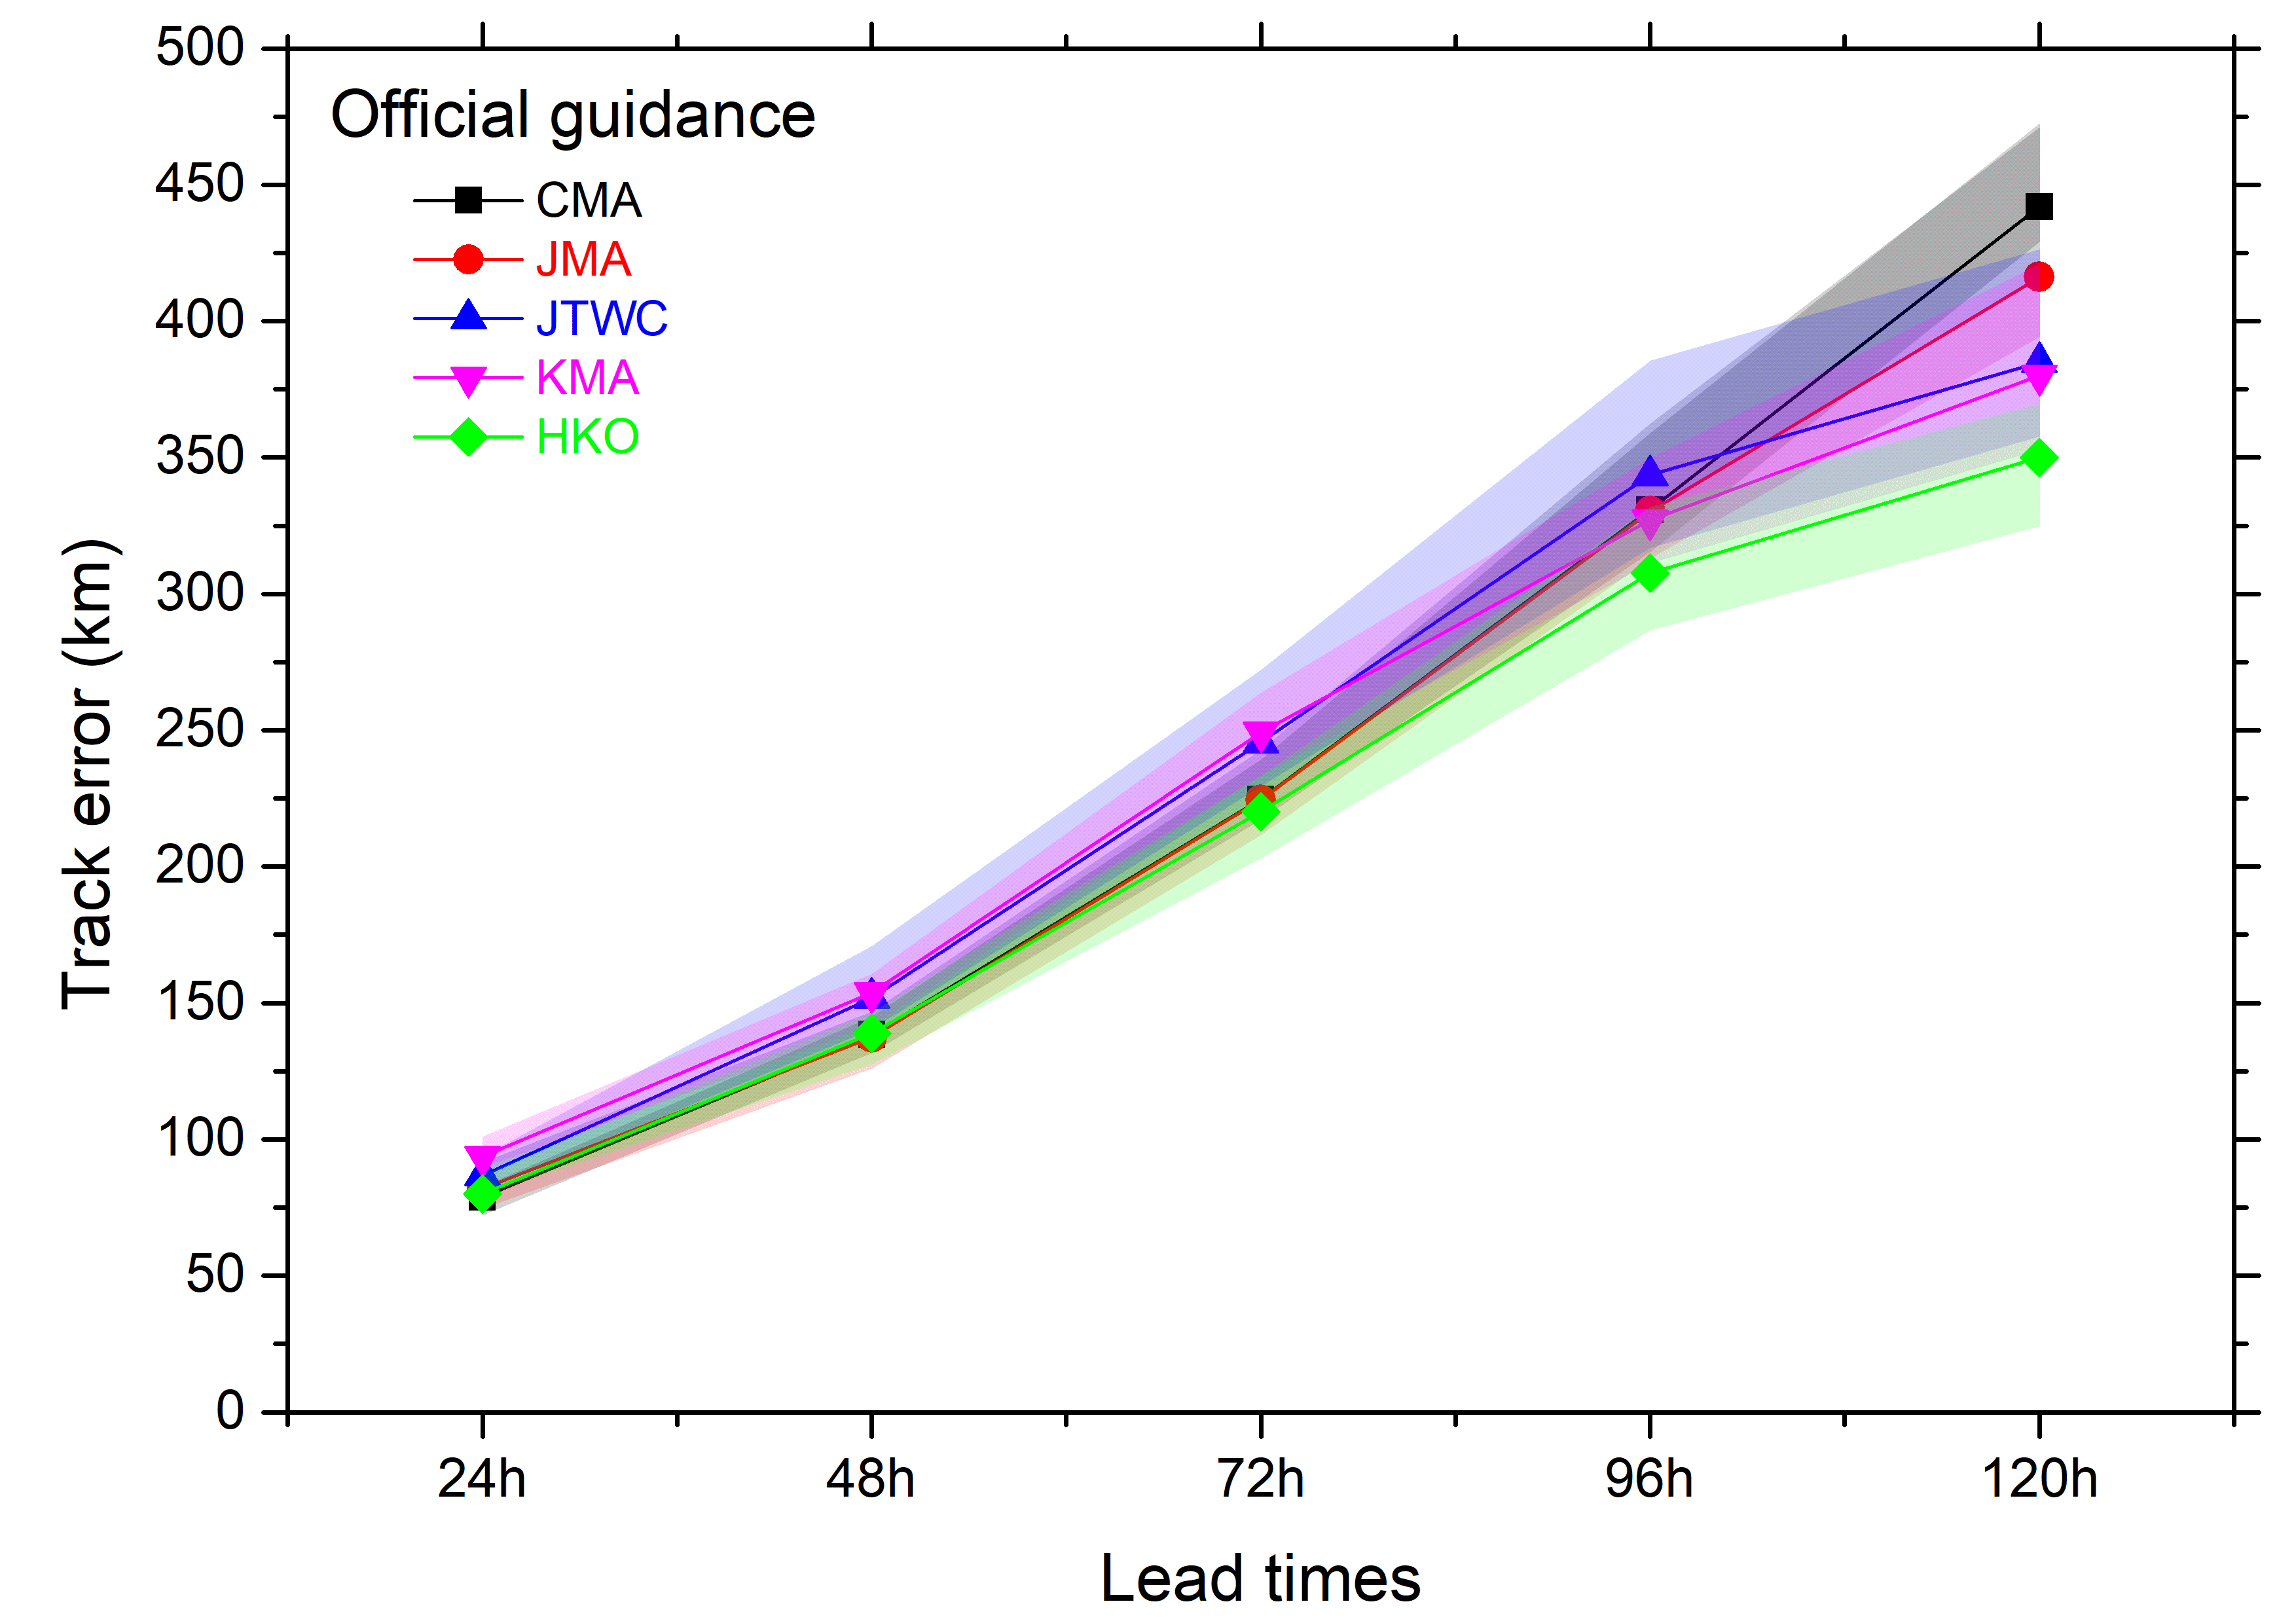 500
450
400
350
300
250
200
150
100
50
0
Track error (km)
Official guidance
CMA
JMA
JTWC
KMA
HKO
24h 48h 72h 96h 120h
Lead times